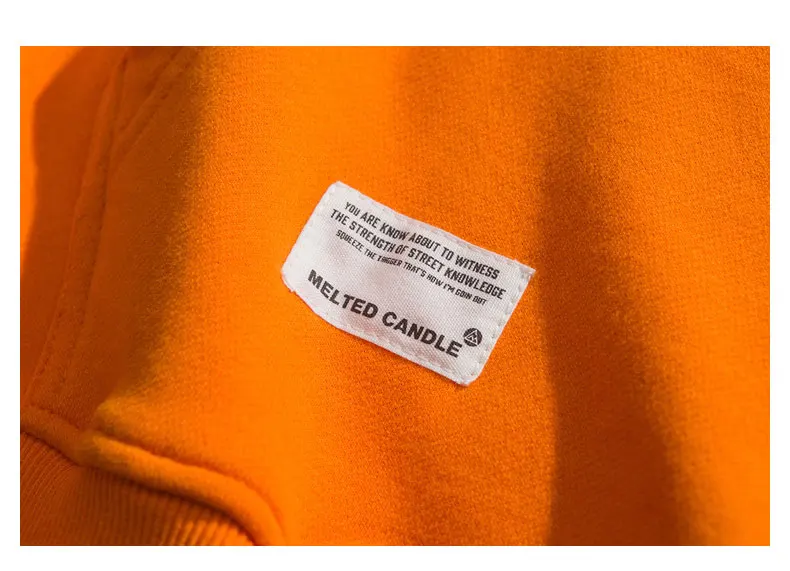 YOU ARE KNOW ABOUT TO WITNESS
THE STRENGTH OF STREET KNOWLEDGE
SQUEEZE THE TRIGGER THAT'S HOW I'M GOIN OUT
MELTED CANDLE